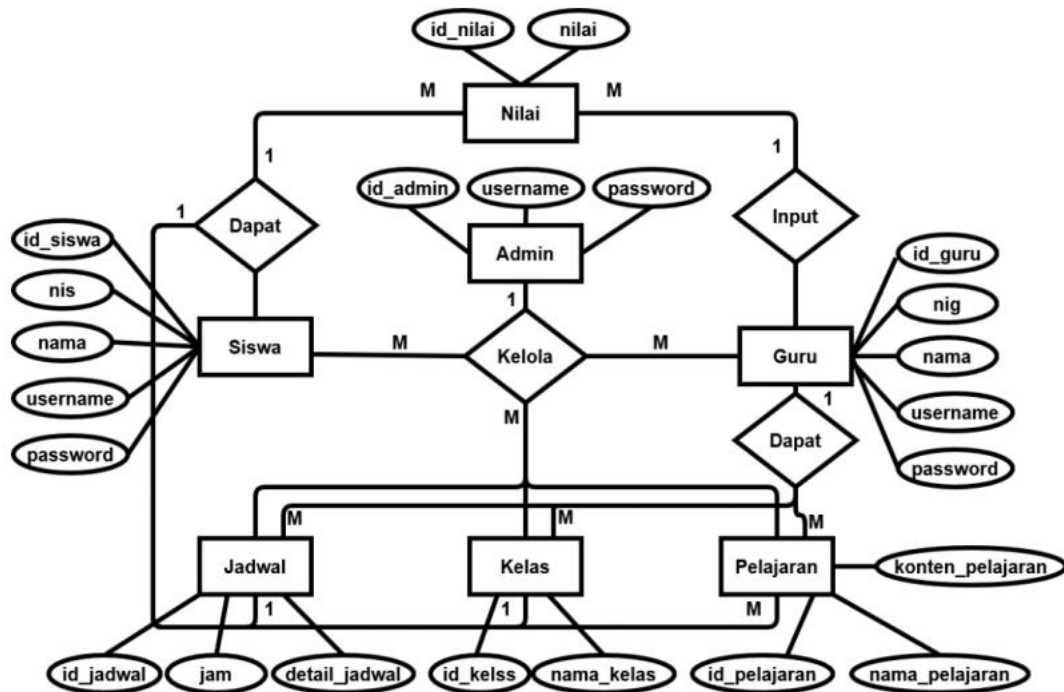 id_nilai
nilai
M
Nilai
M
1
1
id_admin
username
password
1
Dapat
Input
id_siswa
Admin
id_guru
nis
1
nig
nama
Siswa
M
Kelola
M
Guru
nama
username
M
1
username
Dapat
password
password
M
M
M
Jadwal
Kelas
Pelajaran
konten_pelajaran
1
1
M
id_jadwal
jam
detail_jadwal
id_kelss
nama_kelas
id_pelajaran
nama_pelajaran